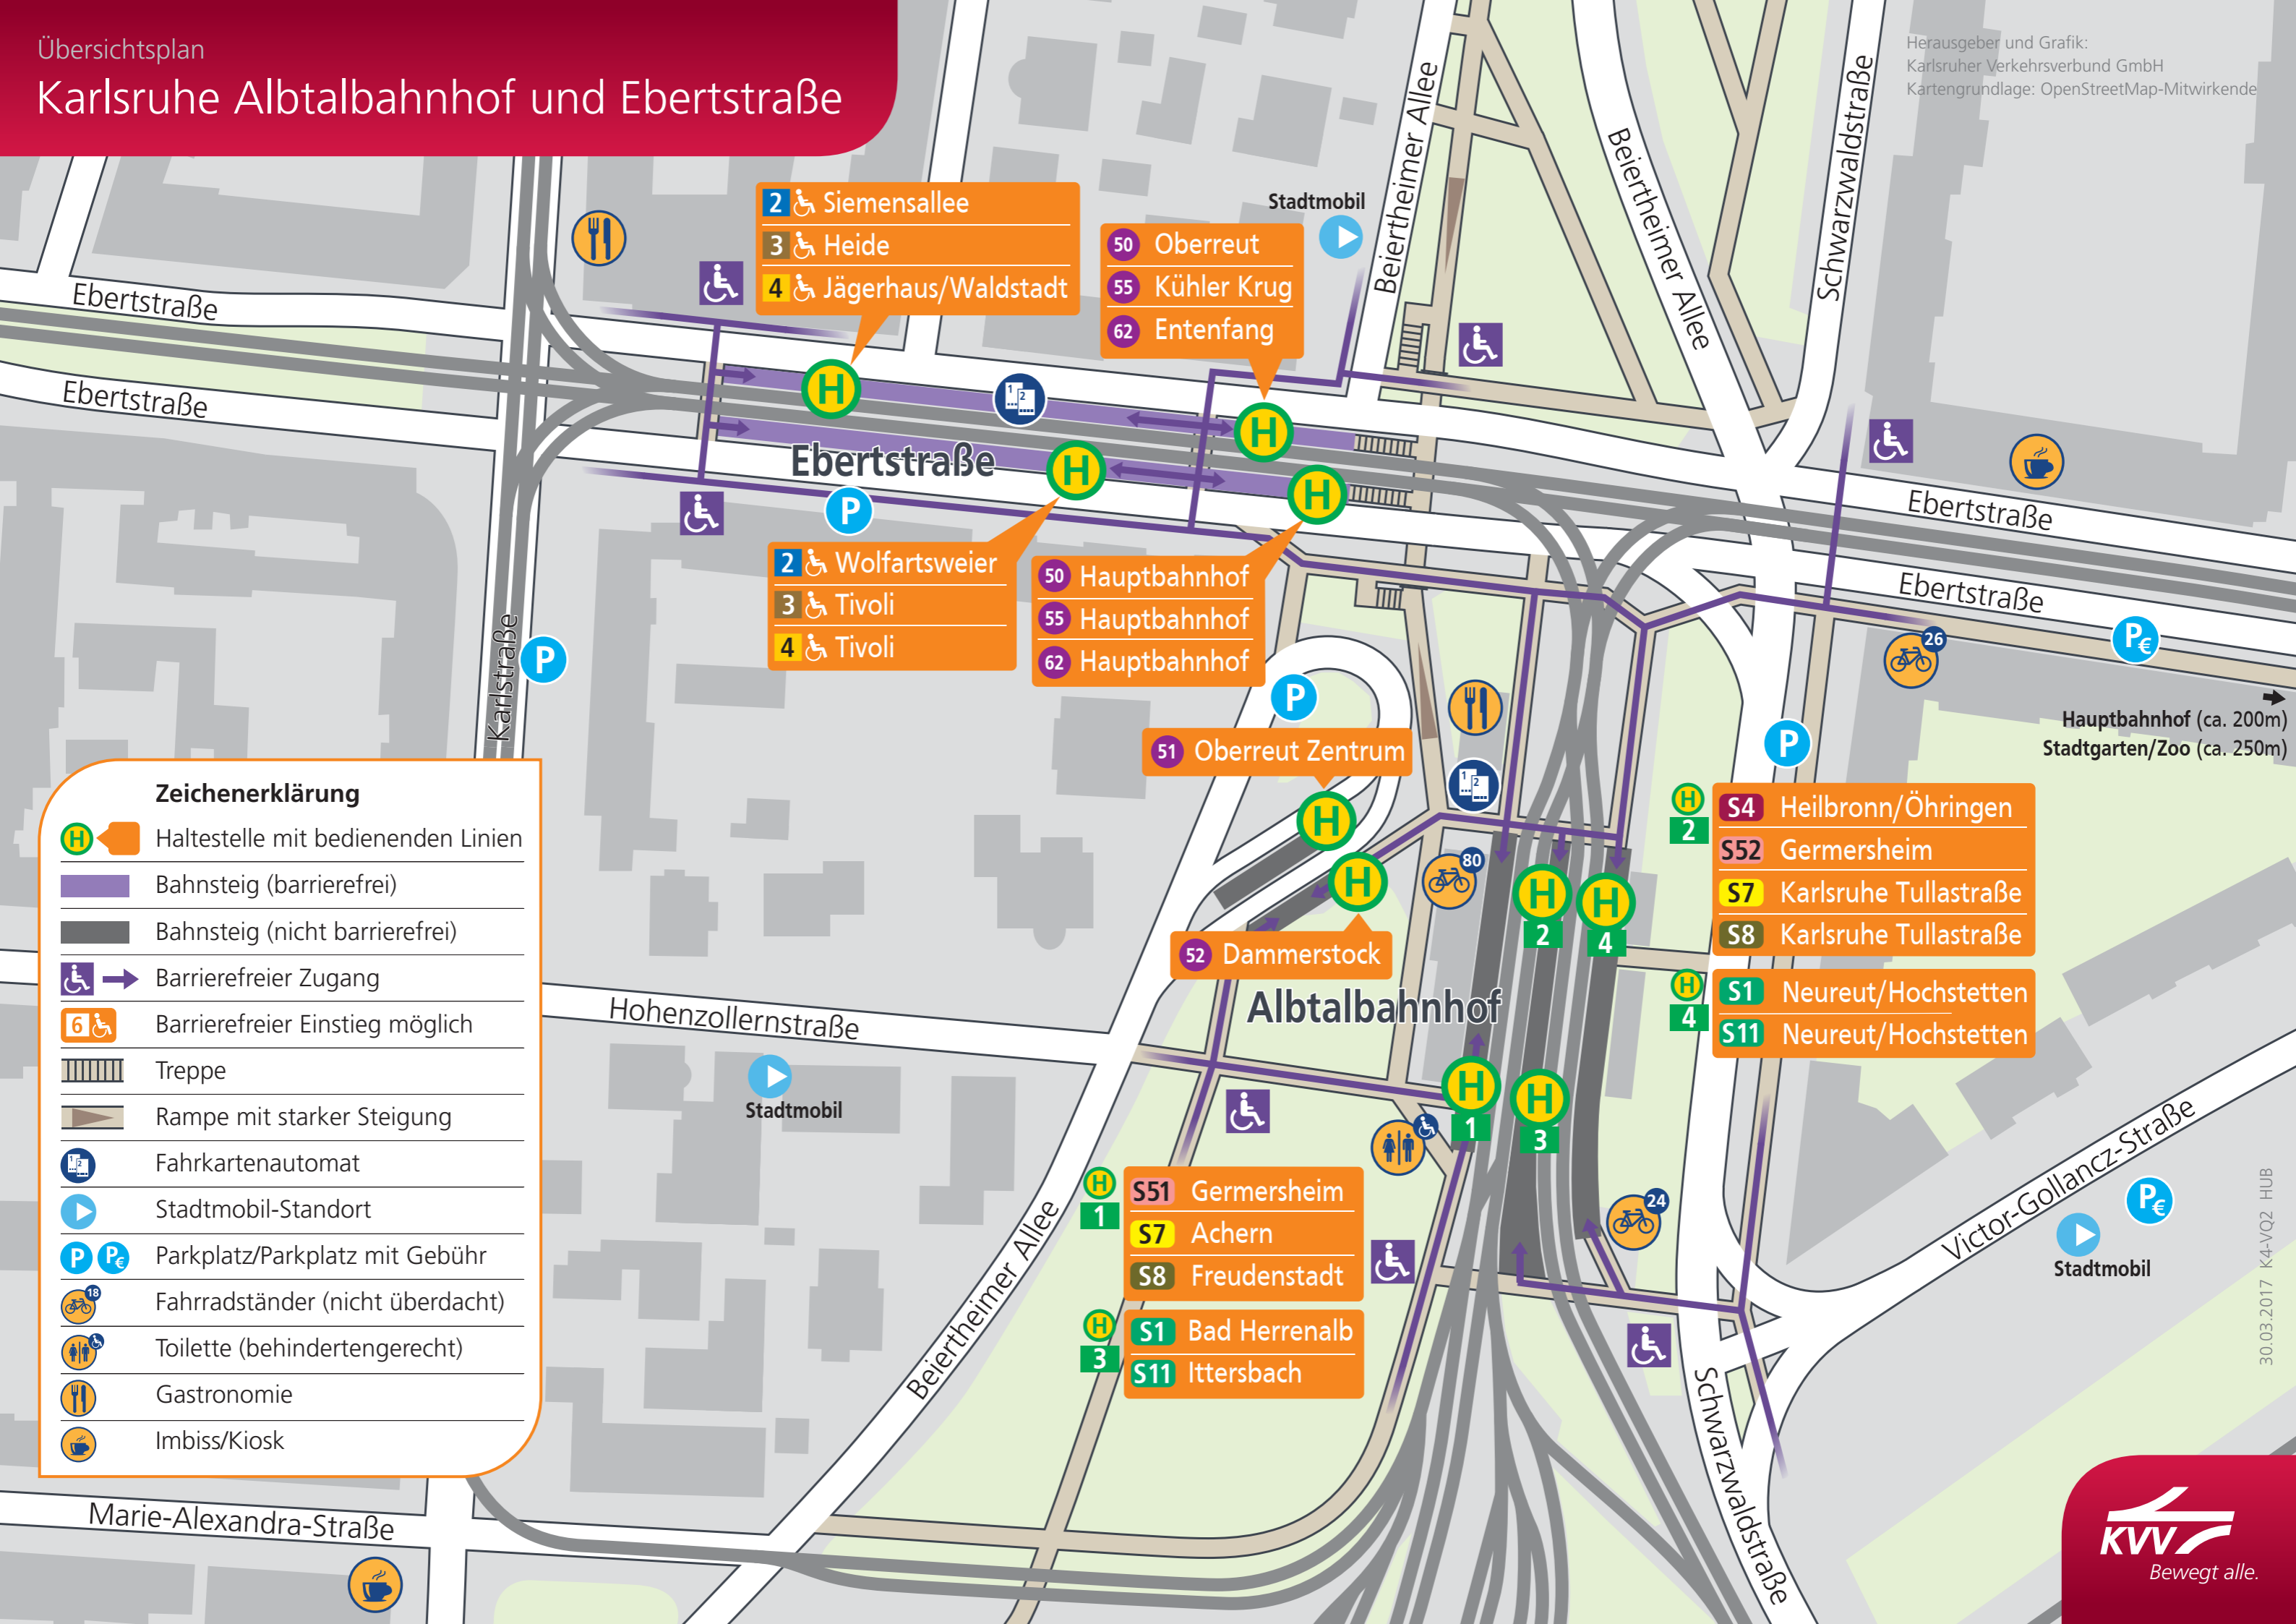 Übersichtsplan
Karlsruhe Albtalbahnhof und Ebertstraße
Herausgeber und Grafik:
Karlsruher Verkehrsverbund GmbH
Kartengrundlage: OpenStreetMap-Mitwirkende
Beiertheimer Allee
Beiertheimer Allee
Schwarzwaldstraße
Stadtmobil
2 Siemensallee
3 Heide
4 Jägerhaus/Waldstadt
50 Oberreut
55 Kühler Krug
62 Entenfang
Ebertstraße
Ebertstraße
H
1 2
H
Ebertstraße
H
H
P
Ebertstraße
Ebertstraße
2 Wolfartsweier
3 Tivoli
4 Tivoli
50 Hauptbahnhof
55 Hauptbahnhof
62 Hauptbahnhof
Karlstraße
P
P
26
P€
Hauptbahnhof (ca. 200m)
Stadtgarten/Zoo (ca. 250m)
P
51 Oberreut Zentrum
1 2
H
H
80
52 Dammerstock
H
2
H
4
H
2
S4 Heilbronn/Öhringen
S52 Germersheim
S7 Karlsruhe Tullastraße
S8 Karlsruhe Tullastraße
H
4
S1 Neureut/Hochstetten
S11 Neureut/Hochstetten
Albtalbahnhof
Hohenzollernstraße
Stadtmobil
H
1
H
3
H
1
S51 Germersheim
S7 Achern
S8 Freudenstadt
H
3
S1 Bad Herrenalb
S11 Ittersbach
24
Beiertheimer Allee
Victor-Gollancz-Straße
P€
Stadtmobil
Schwarzwaldstraße
Marie-Alexandra-Straße
Zeichenerklärung
H Haltestelle mit bedienenden Linien
Bahnsteig (barrierefrei)
Bahnsteig (nicht barrierefrei)
Barrierefreier Zugang
6 Barrierefreier Einstieg möglich
Treppe
Rampe mit starker Steigung
1 2 Fahrkartenautomat
Stadtmobil-Standort
P P€ Parkplatz/Parkplatz mit Gebühr
18 Fahrradständer (nicht überdacht)
Toilette (behindertengerecht)
Gastronomie
Imbiss/Kiosk
30.03.2017 K4-VQ2 HUB
KVV
Bewegt alle.